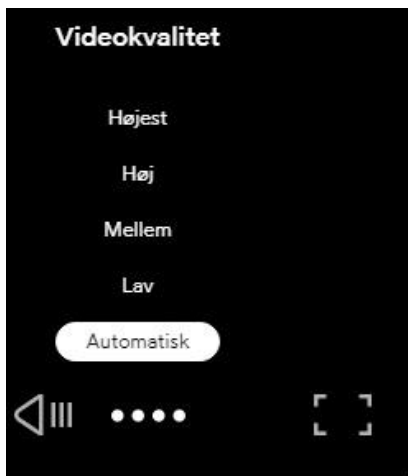 Videokvalitet
Højest
Høj
Mellem
Lav
Automatisk